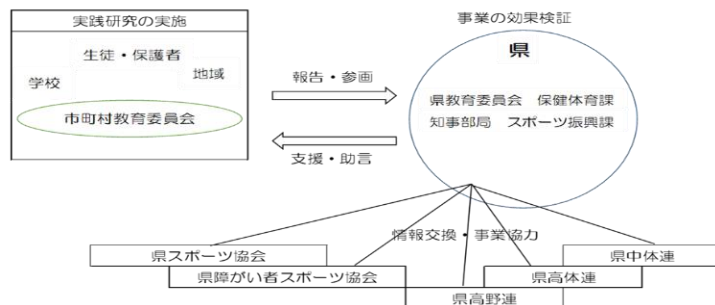 実践研究の実施
生徒・保護者
学校
地域
市町村教育委員会
報告・参画
支援・助言
事業の効果検証
県
県教育委員会　保健体育課
知事部局　スポーツ振興課
情報交換・事業協力
県スポーツ協会
県中体連
県障がい者スポーツ協会
県高体連
県高野連